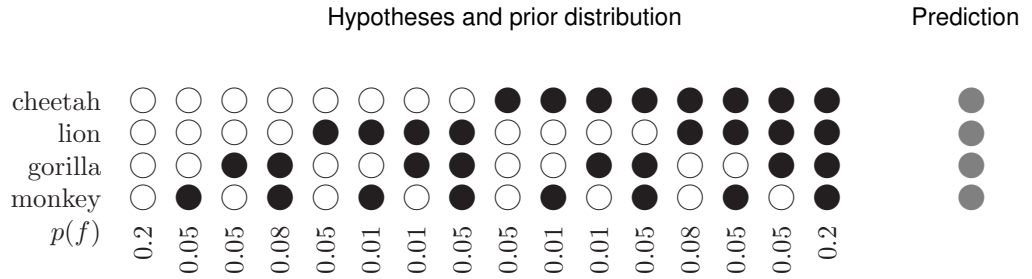 Hypotheses and prior distribution Prediction
cheetah
lion
gorilla
monkey
p(f) 0.2 0.05 0.05 0.08 0.05 0.01 0.01 0.05 0.05 0.01 0.01 0.05 0.08 0.05 0.05 0.2